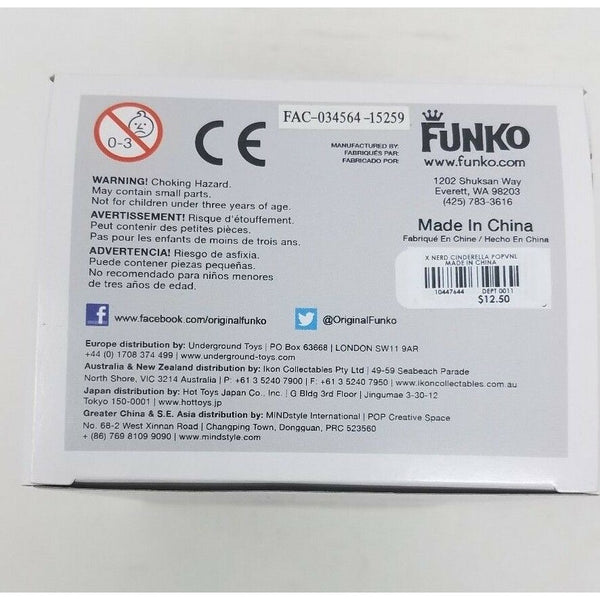 0-3
CE
FAC-034564-15259
MANUFACTURED BY:
FABRIQUÉS PAR:
FABRICADO POR:
FUNKO
www.funko.com
1202 Shuksan Way
Everett, WA 98203
(425) 783-3616
WARNING! Choking Hazard.
May contain small parts.
Not for children under three years of age.
AVERTISSEMENT! Risque d'étouffement.
Peut contenir des petites pièces.
Pas pour les enfants de moins de trois ans.
ADVERTENCIA! Riesgo de asfixia.
Puede contener piezas pequeñas.
No recomendado para niños menores
de tres años de edad.
Made In China
Fabriqué En Chine / Hecho En China
X NERD CINDERELLA POPVNL
MADE IN CHINA
10447644 DEPT 0011
$12.50
f www.facebook.com/originalfunko
@OriginalFunko
Europe distribution by: Underground Toys | PO Box 63668 | LONDON SW11 9AR
+44 (0) 1708 374 499 | www.underground-toys.com
Australia & New Zealand distribution by: Ikon Collectables Pty Ltd. | 49-59 Seabeach Parade
North Shore, VIC 3214 Australia | P: +61 3 5240 7900 | F: +61 3 5240 7950 | www.ikoncollectables.com.au
Japan distribution by: Hot Toys Japan Co., Inc. | G Bldg 3rd Floor | Jingumae 3-30-12
Tokyo 150-0001 | www.hottoys.jp
Greater China & S.E. Asia distribution by: MINDstyle International | POP Creative Space
No. 68-2 West Xinnan Road | Changping Town, Dongguan, PRC 523560
+ (86) 769 8109 9090 | www.mindstyle.com